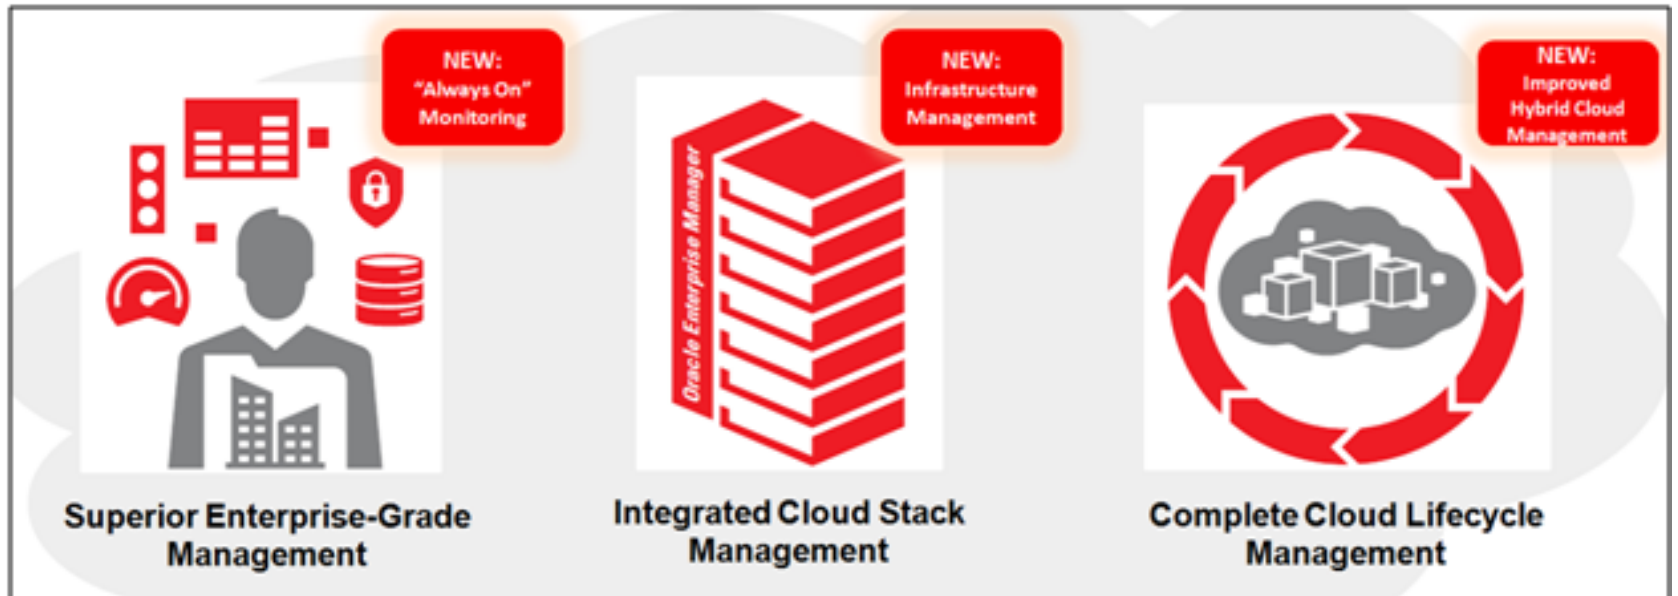 NEW:
“Always On”
Monitoring
NEW:
Infrastructure
Management
NEW:
Improved
Hybrid Cloud
Management
Oracle Enterprise Manager
Superior Enterprise-Grade
Management
Integrated Cloud Stack
Management
Complete Cloud Lifecycle
Management